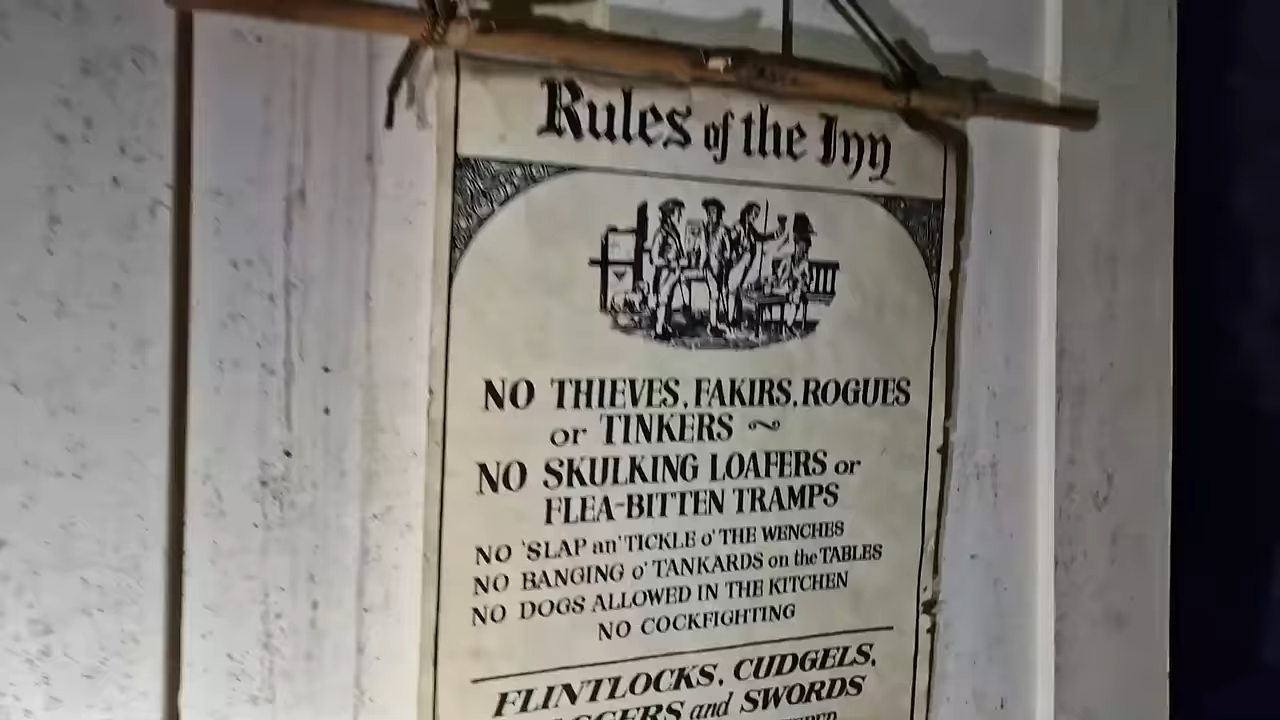 Rules of the Inn
NO THIEVES, FAKIRS, ROGUES
or TINKERS ~
NO SKULKING LOAFERS or
FLEA-BITTEN TRAMPS
NO 'SLAP an' TICKLE o' THE WENCHES
NO BANGING o' TANKARDS on the TABLES
NO DOGS ALLOWED IN THE KITCHEN
NO COCKFIGHTING
FLINTLOCKS, CUDGELS,
and SWORDS